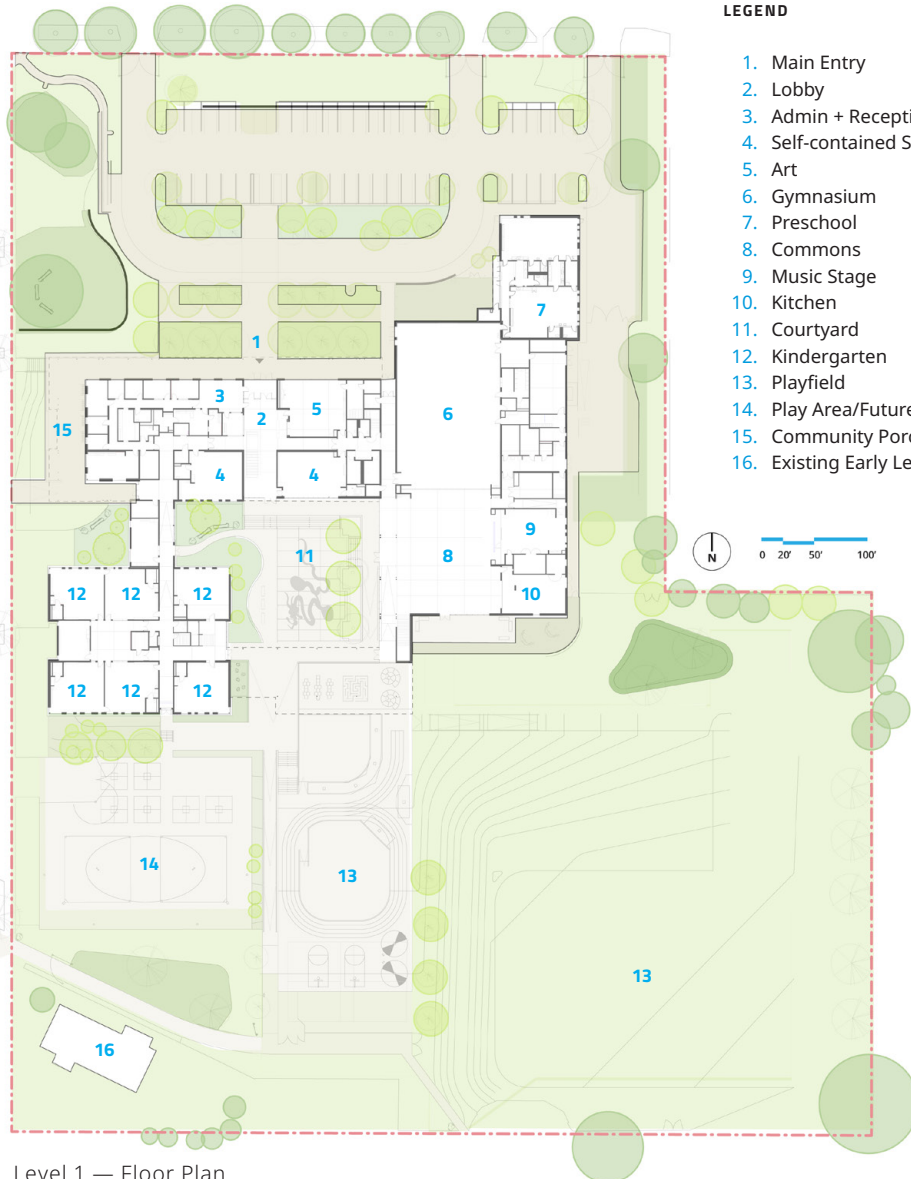 LEGEND
1. Main Entry
2. Lobby
3. Admin + Recepti
4. Self-contained S
5. Art
6. Gymnasium
7. Preschool
8. Commons
9. Music Stage
10. Kitchen
11. Courtyard
12. Kindergarten
13. Playfield
14. Play Area/Future
15. Community Porc
16. Existing Early Le
N
0 20' 50' 100'
7
1
3
2
5
6
15
4
4
9
11
8
12
12
12
10
12
12
12
14
13
13
16
Level 1 — Floor Plan